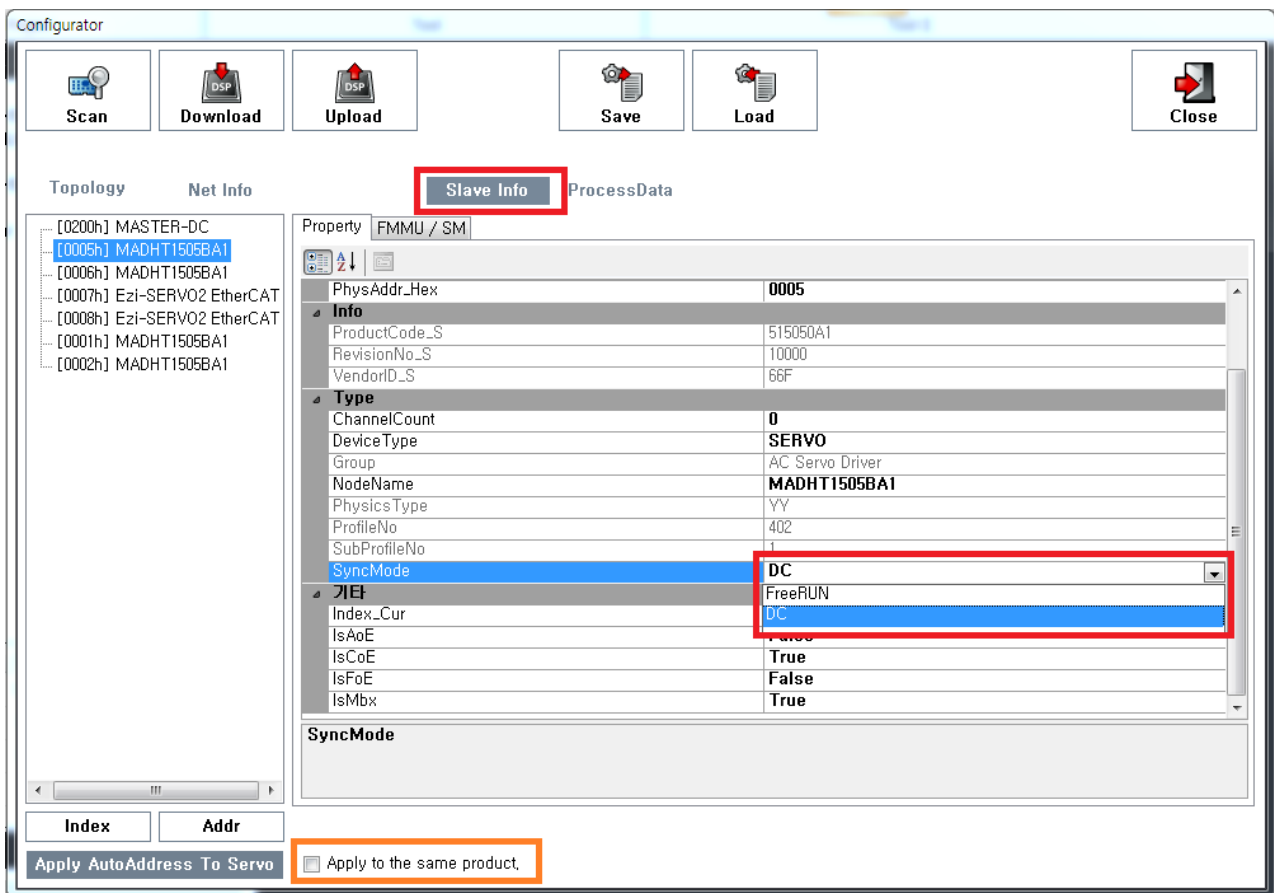 Configurator
Scan
Download
Upload
Save
Load
Close
DSP
DSP
Topology
Net Info
Slave Info
ProcessData
[0200h] MASTER-DC
[0005h] MADHT1505BA1
[0006h] MADHT1505BA1
[0007h] Ezi-SERVO2 EtherCAT
[0008h] Ezi-SERVO2 EtherCAT
[0001h] MADHT1505BA1
[0002h] MADHT1505BA1
Property
FMMU / SM
PhysAddr_Hex 0005
Info
ProductCode_S 515050A1
RevisionNo_S 10000
VendorID_S 66F
Type
ChannelCount 0
DeviceType SERVO
Group AC Servo Driver
NodeName MADHT1505BA1
PhysicsType YY
ProfileNo 402
SubProfileNo 1
SyncMode DC
FreeRUN
DC
기타
Index_Cur
IsAoE False
IsCoE True
IsFoE False
IsMbx True
SyncMode
Index
Addr
Apply AutoAddress To Servo
Apply to the same product,